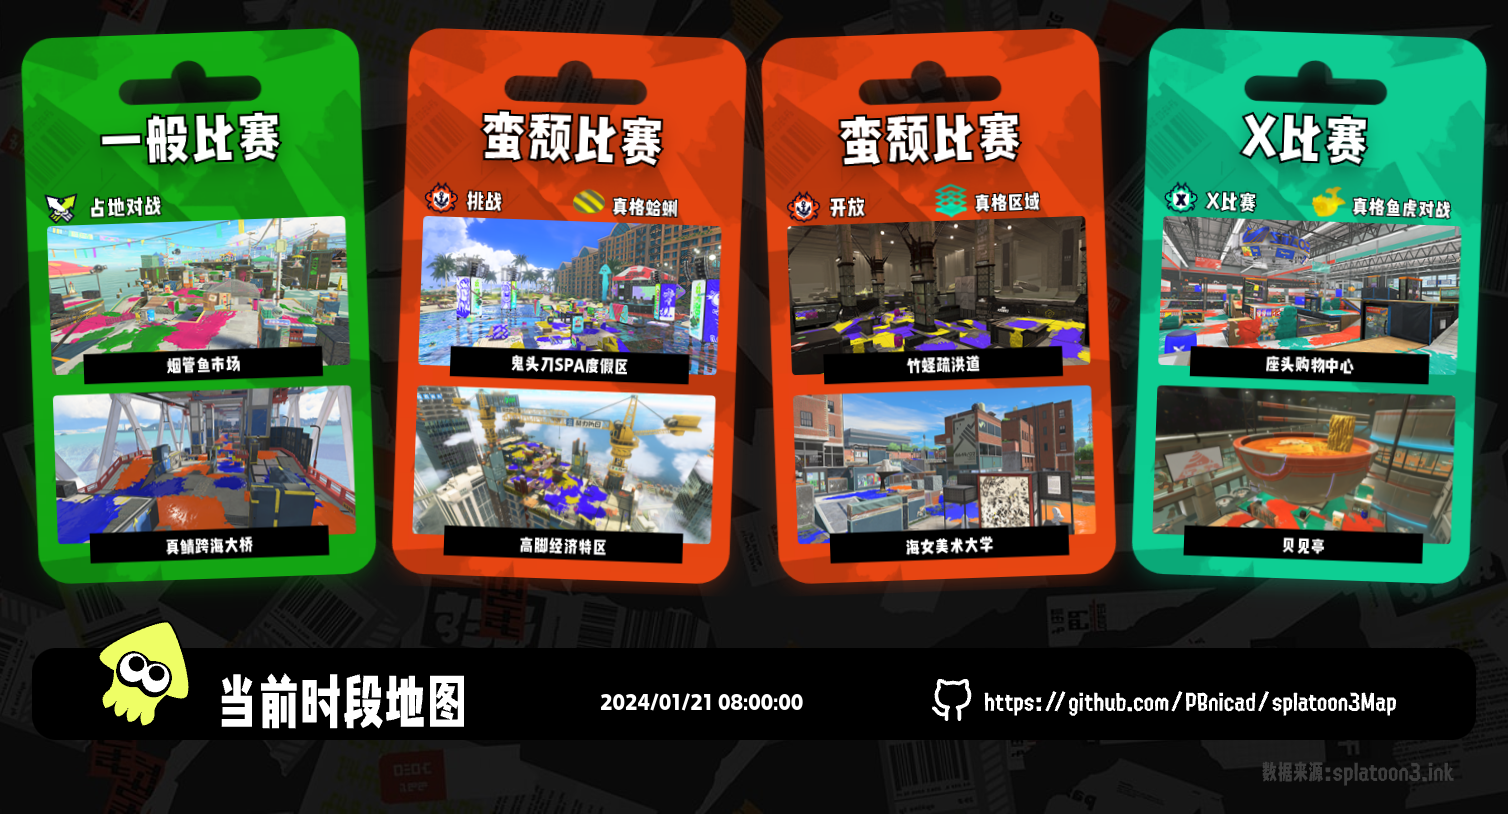 一般比赛
占地对战
烟管鱼市场
真鲭跨海大桥
蛮颓比赛
挑战
真格蛤蜊
鬼头刀SPA度假区
高脚经济特区
蛮颓比赛
开放
真格区域
竹蛏疏洪道
海女美术大学
X比赛
X比赛
真格鱼虎对战
座头购物中心
贝见亭
当前时段地图
2024/01/21 08:00:00
https://github.com/PBnicad/splatoon3Map
数据来源:splatoon3.ink